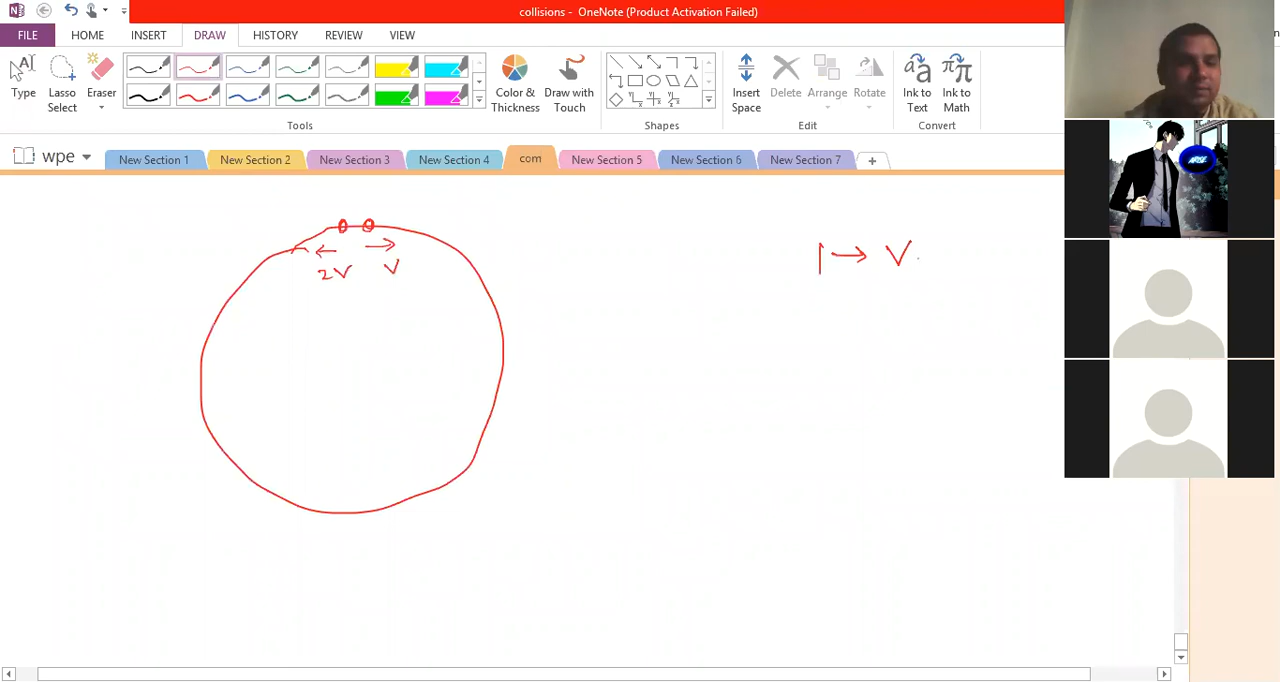 collisions - OneNote (Product Activation Failed)
FILE HOME INSERT DRAW HISTORY REVIEW VIEW
Type
Lasso Select
Eraser
Color & Thickness
Draw with Touch
Insert Space
Delete
Arrange
Rotate
Ink to Text
Ink to Math
Tools Shapes Edit Convert
wpe
New Section 1 New Section 2 New Section 3 New Section 4 com New Section 5 New Section 6 New Section 7
2V
V
1 → V
ARISE